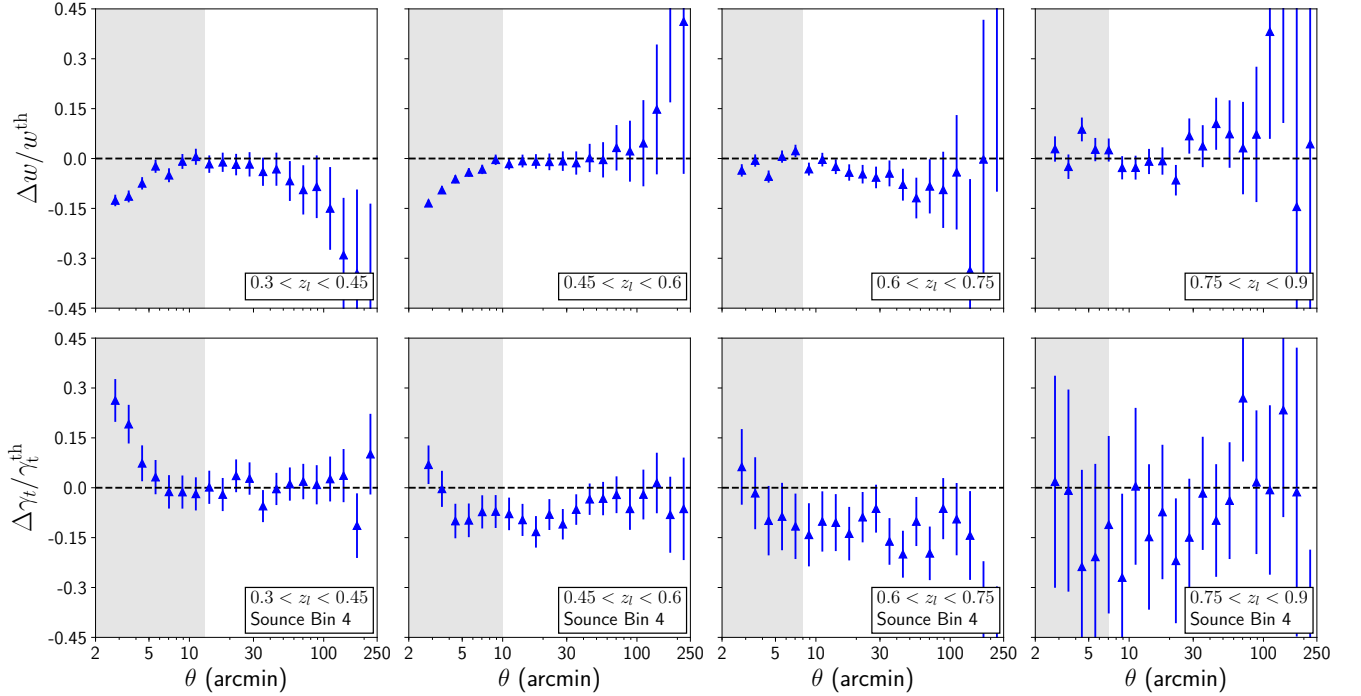 0.45
0.3
0.15
0.0
-0.15
-0.3
-0.45
Δw/w^th
0.3 < z_l < 0.45
0.45 < z_l < 0.6
0.6 < z_l < 0.75
0.75 < z_l < 0.9
0.45
0.3
0.15
0.0
-0.15
-0.3
-0.45
Δγ_t/γ_t^th
0.3 < z_l < 0.45
Sounce Bin 4
0.45 < z_l < 0.6
Sounce Bin 4
0.6 < z_l < 0.75
Sounce Bin 4
0.75 < z_l < 0.9
Sounce Bin 4
2 5 10 30 100 250
2 5 10 30 100 250
2 5 10 30 100 250
2 5 10 30 100 250
θ (arcmin)
θ (arcmin)
θ (arcmin)
θ (arcmin)